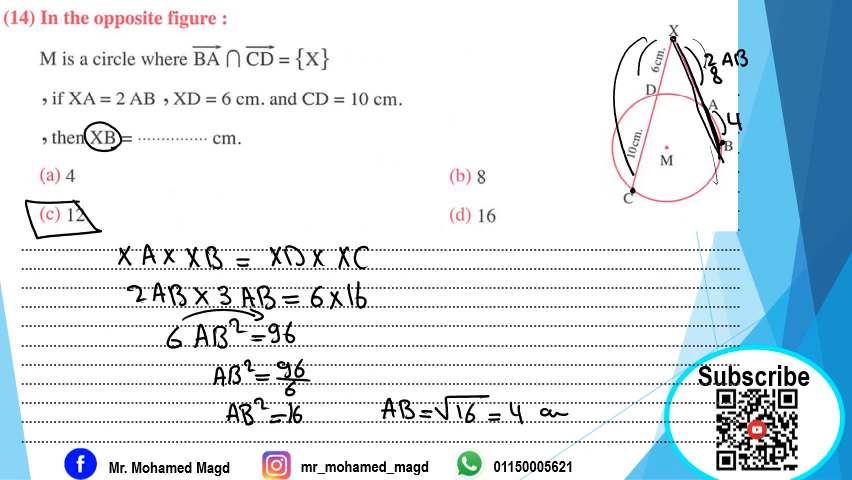 (14) In the opposite figure :
M is a circle where BA ∩ CD = {X}
, if XA = 2 AB , XD = 6 cm. and CD = 10 cm.
, then XB = ............... cm.
(a) 4
(b) 8
(c) 12
(d) 16
X
6cm.
2 AB
8
D
A
4
B
10cm.
M
C
XA × XB = XD × XC
2AB × 3 AB = 6 × 16
6 AB² = 96
AB² = 96/6
AB² = 16
AB = √16 = 4 cm
Subscribe
Mr. Mohamed Magd
mr_mohamed_magd
01150005621